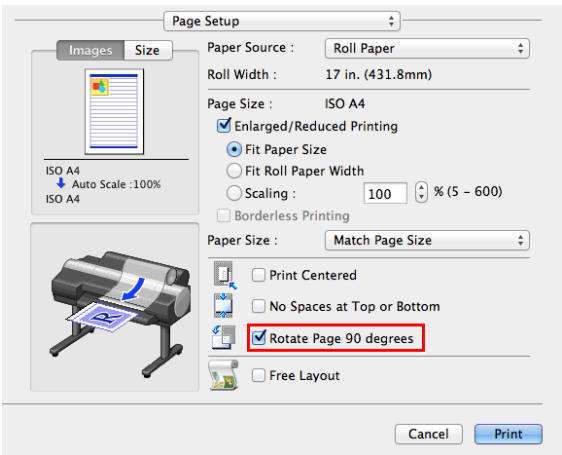 Page Setup
Images Size
Paper Source : Roll Paper
Roll Width : 17 in. (431.8mm)
Page Size : ISO A4
Enlarged/Reduced Printing
Fit Paper Size
Fit Roll Paper Width
Scaling : 100 % (5 - 600)
Borderless Printing
ISO A4
Auto Scale :100%
ISO A4
Paper Size : Match Page Size
Print Centered
No Spaces at Top or Bottom
Rotate Page 90 degrees
Free Layout
R
Cancel Print